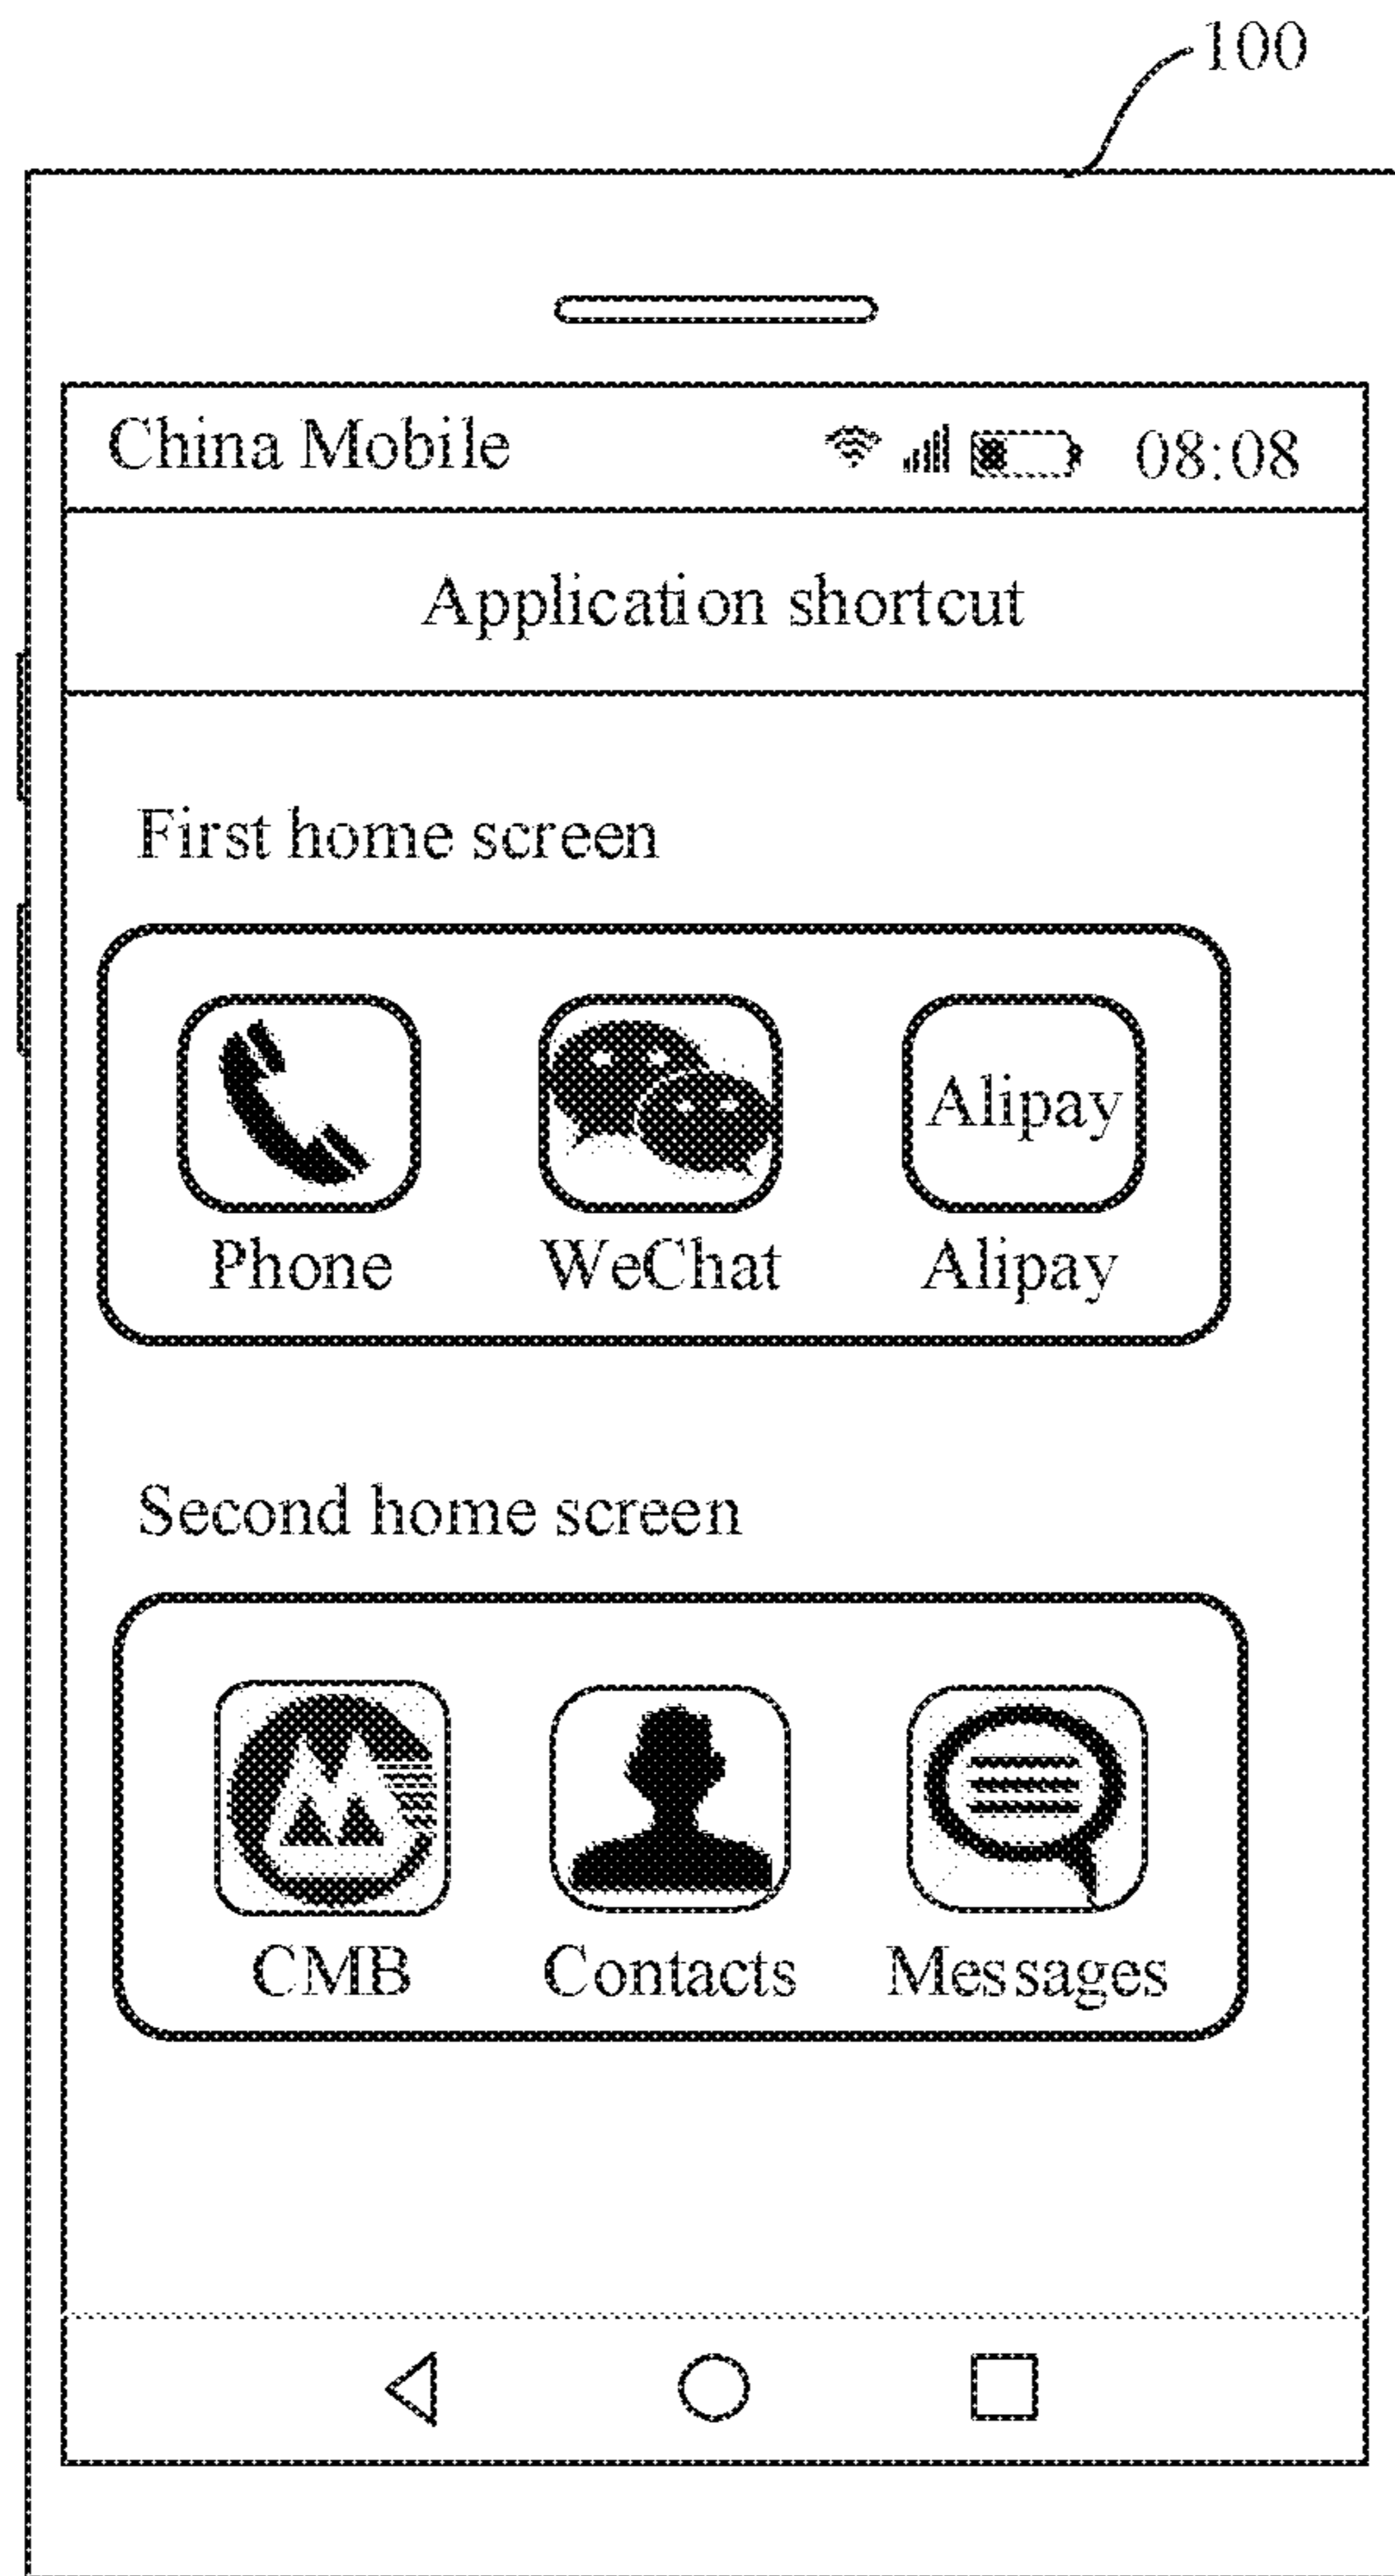 100
China Mobile 08:08
Application shortcut
First home screen
Alipay
Phone WeChat Alipay
Second home screen
CMB Contacts Messages